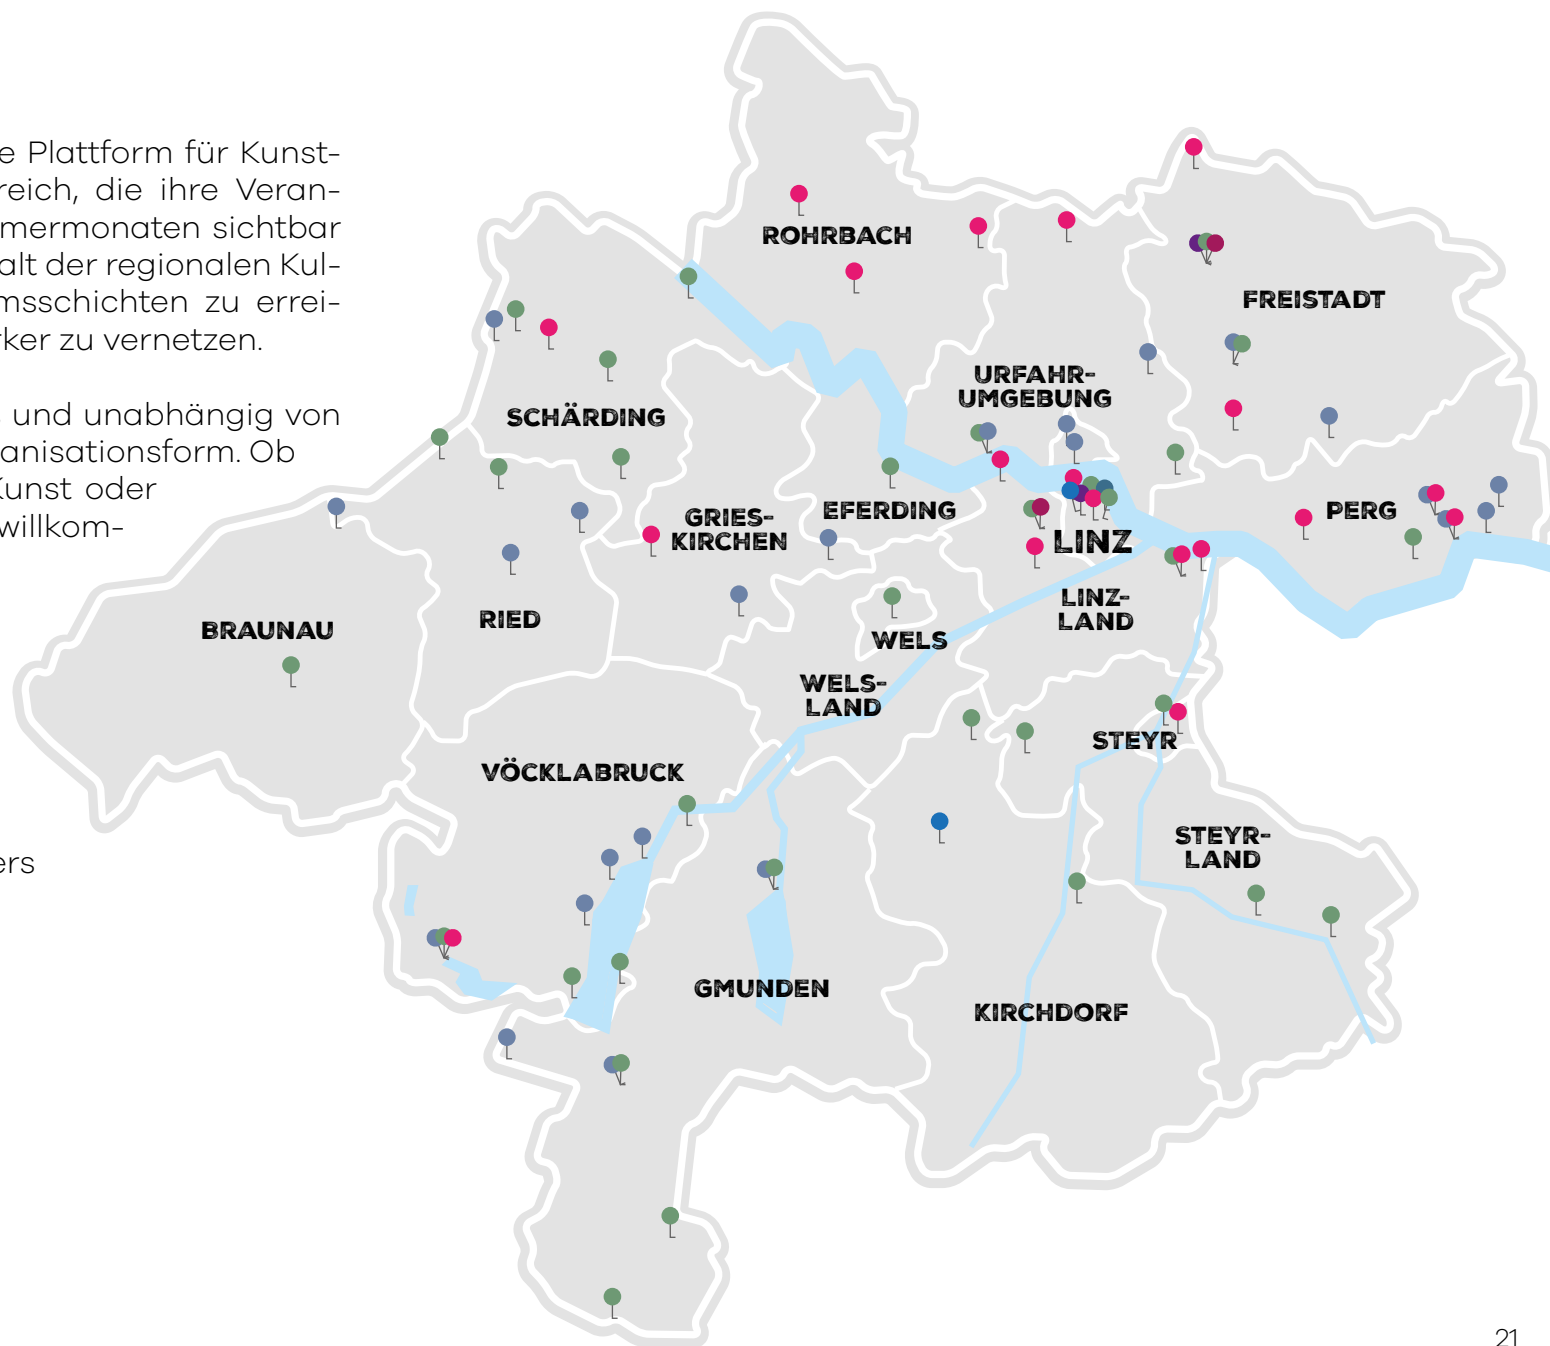 e Plattform für Kunst-
reich, die ihre Veran-
mermonaten sichtbar
alt der regionalen Kul-
msschichten zu errei-
rker zu vernetzen.
und unabhängig von
anisationsform. Ob
Kunst oder
willkom-
ers
ROHRBACH
FREISTADT
URFAHR-
UMGEBUNG
SCHÄRDING
GRIES-
KIRCHEN
EFERDING
PERG
LINZ
LINZ-
LAND
BRAUNAU
RIED
WELS
WELS-
LAND
STEYR
VÖCKLABRUCK
STEYR-
LAND
GMUNDEN
KIRCHDORF
21